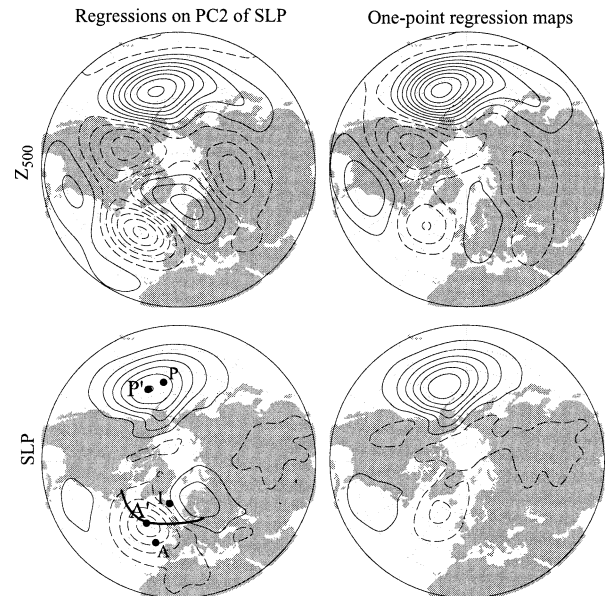 Regressions on PC2 of SLP
One-point regression maps
Z500
SLP
P'
P
I
A'
A